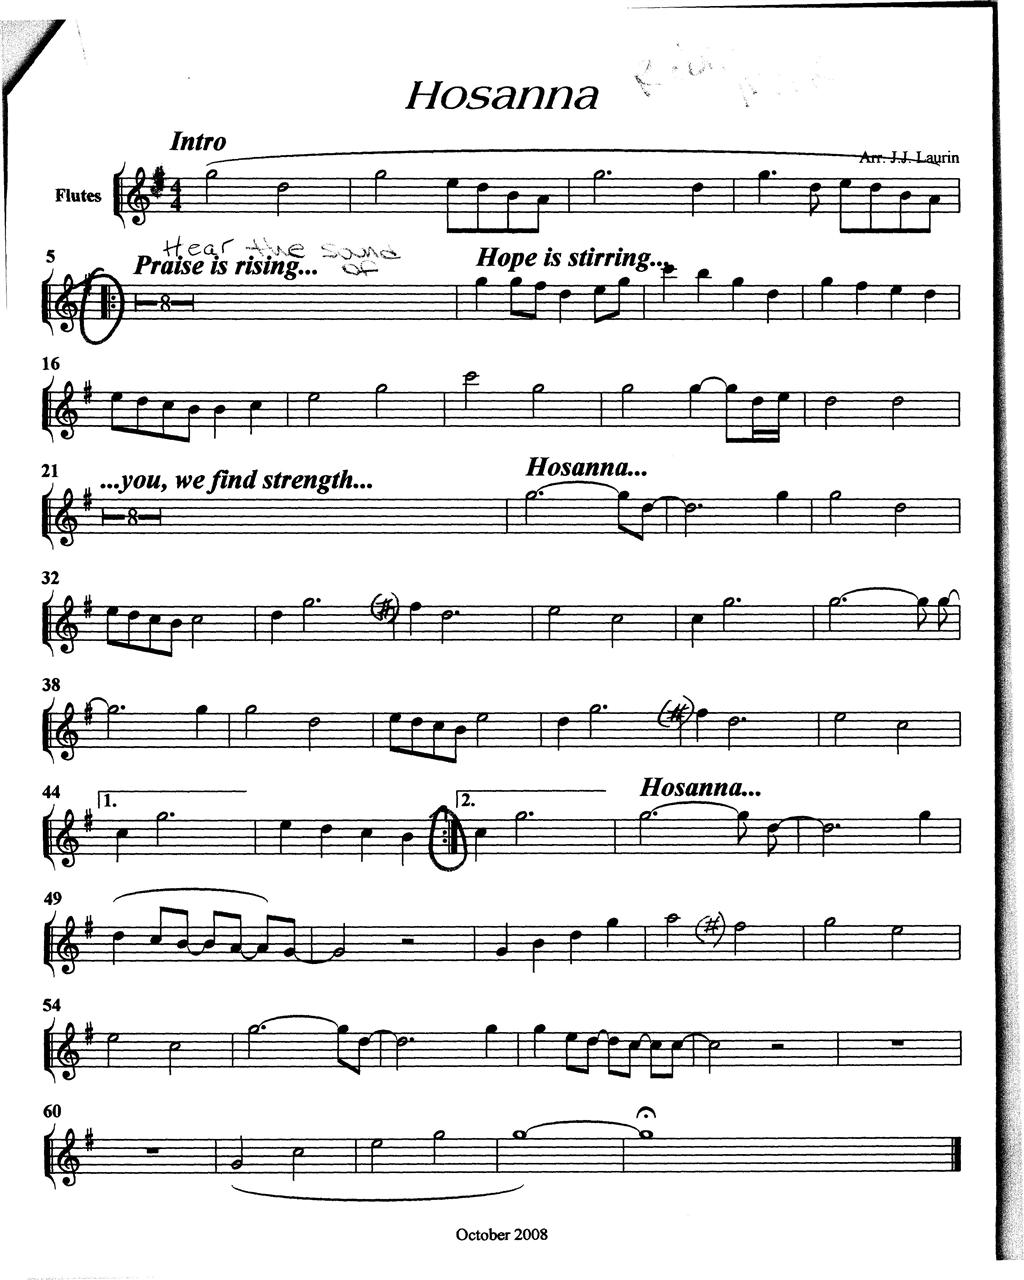 Hosanna
Intro
Arr. J.J. Laurin
Flutes
4
4
Hear the sound
of
5
Praise is rising...
Hope is stirring...
8
16
21
...you, we find strength...
Hosanna...
8
32
(#)
38
(#)
44
1.
2.
Hosanna...
49
(#)
54
60
October 2008